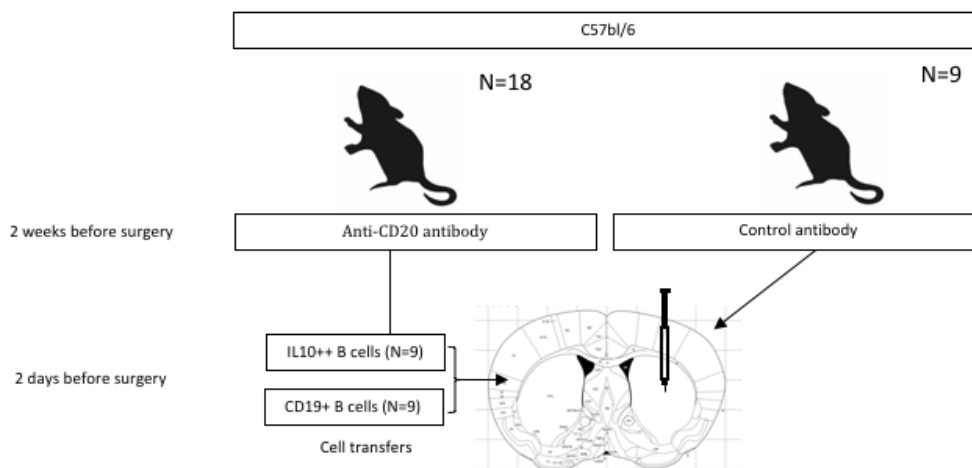 C57bl/6
N=18
N=9
2 weeks before surgery
Anti-CD20 antibody
Control antibody
IL10++ B cells (N=9)
2 days before surgery
CD19+ B cells (N=9)
Cell transfers